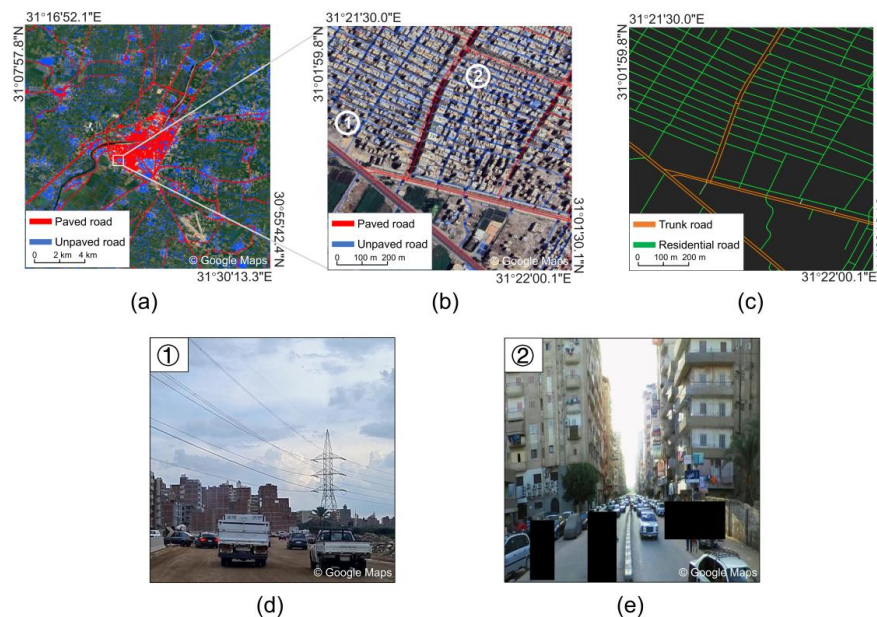 31°16'52.1"E
31°07'57.8"N
Paved road
Unpaved road
0 2 km 4 km
© Google Maps
30°55'42.4"N
31°30'13.3"E
(a)
31°21'30.0"E
31°01'59.8"N
①
②
Paved road
Unpaved road
0 100 m 200 m
© Google Maps
31°01'30.1"N
31°22'00.1"E
(b)
31°21'30.0"E
31°01'59.8"N
Trunk road
Residential road
0 100 m 200 m
31°22'00.1"E
(c)
①
© Google Maps
(d)
②
© Google Maps
(e)